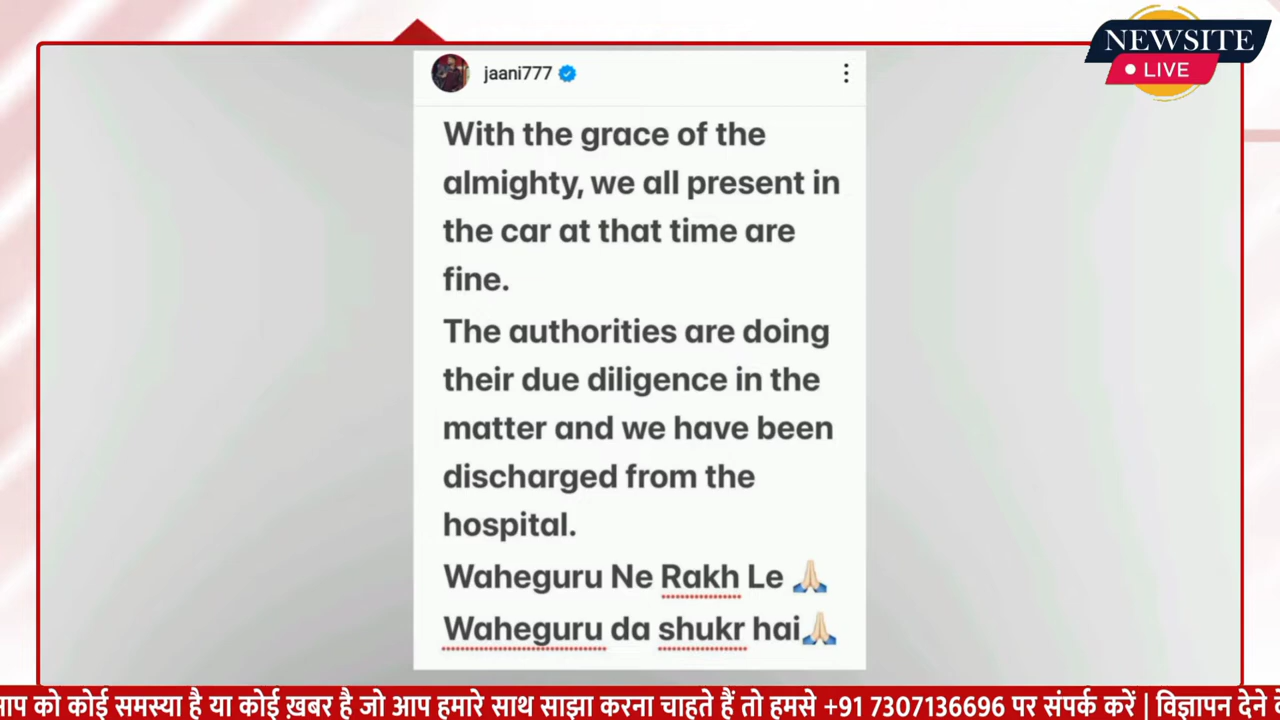 NEWSITE
LIVE
jaani777
With the grace of the
almighty, we all present in
the car at that time are
fine.
The authorities are doing
their due diligence in the
matter and we have been
discharged from the
hospital.
Waheguru Ne Rakh Le 🙏🏻
Waheguru da shukr hai🙏🏻
आप को कोई समस्या है या कोई ख़बर है जो आप हमारे साथ साझा करना चाहते हैं तो हमसे +91 7307136696 पर संपर्क करें | विज्ञापन देने के